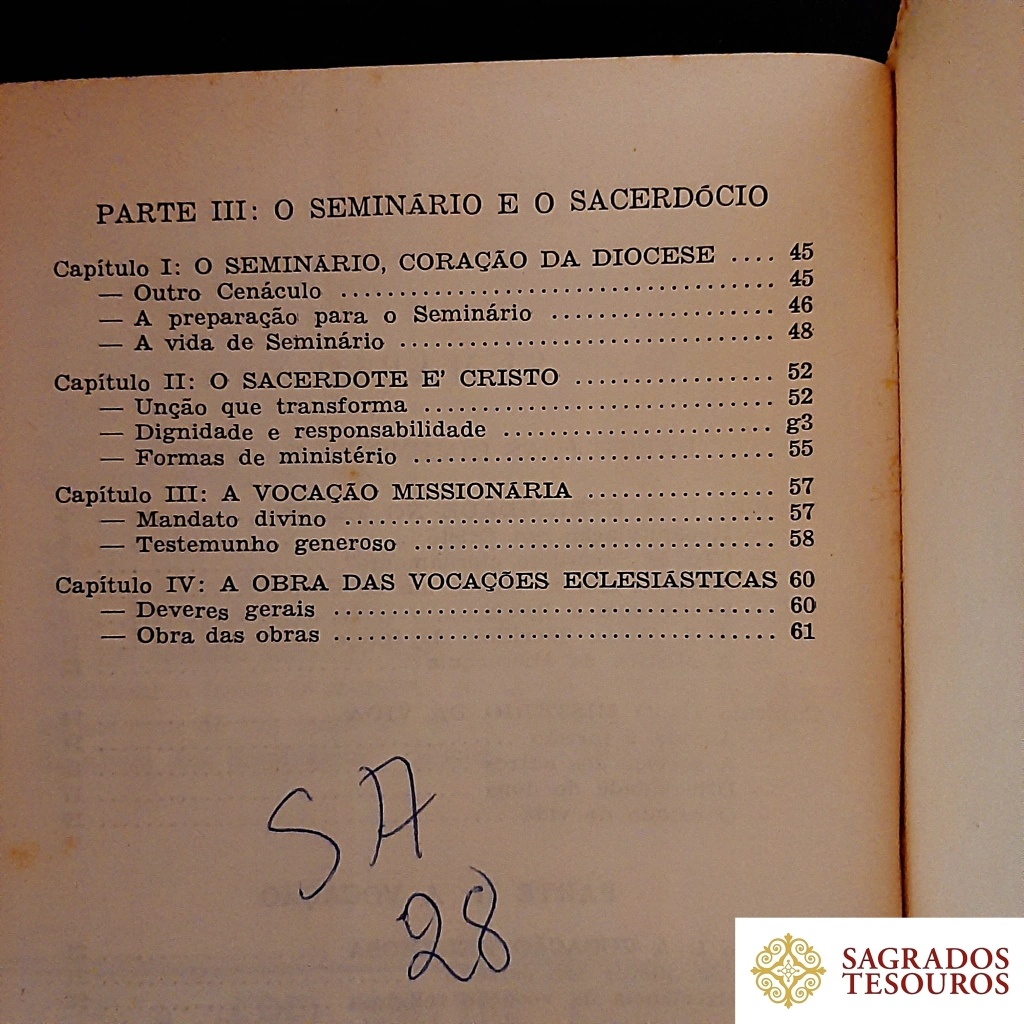 PARTE III: O SEMINÁRIO E O SACERDÓCIO
Capítulo I: O SEMINÁRIO, CORAÇÃO DA DIOCESE .... 45
— Outro Cenáculo ..................................... 45
— A preparação para o Seminário ................... 46
— A vida de Seminário ................................ 48
Capítulo II: O SACERDOTE E' CRISTO ................. 52
— Unção que transforma .............................. 52
— Dignidade e responsabilidade ....................... g3
— Formas de ministério ............................... 55
Capítulo III: A VOCAÇÃO MISSIONÁRIA ................ 57
— Mandato divino ..................................... 57
— Testemunho generoso ............................... 58
Capítulo IV: A OBRA DAS VOCAÇÕES ECLESIÁSTICAS 60
— Deveres gerais ...................................... 60
— Obra das obras ...................................... 61
SA
28
SAGRADOS
TESOUROS